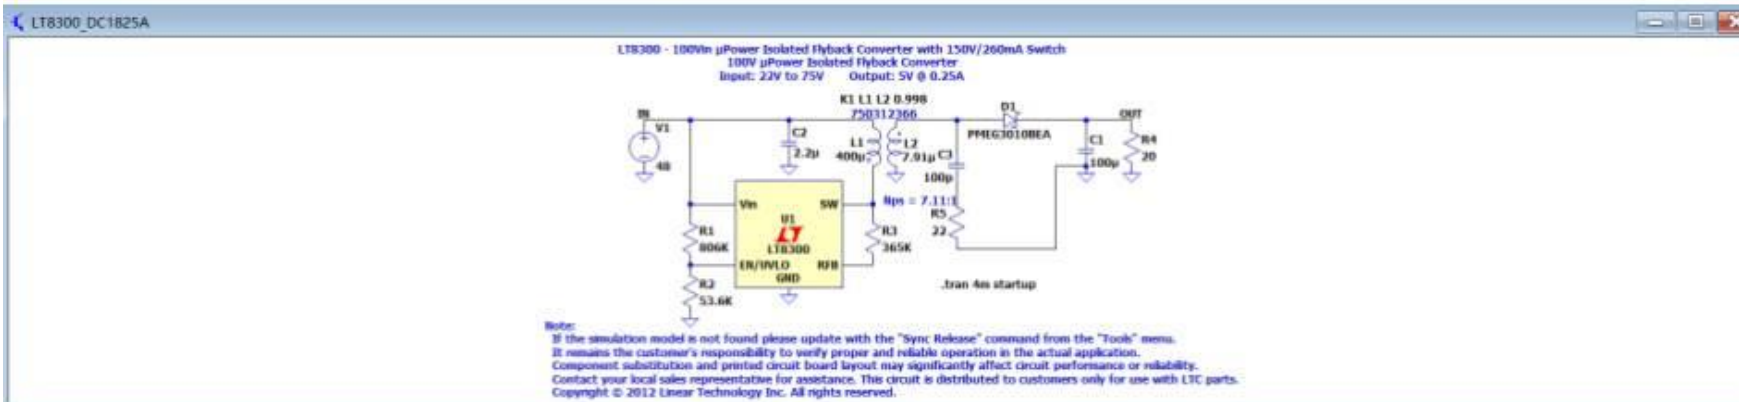 LT8300_DC1825A
LT8300 - 100Vin µPower Isolated Flyback Converter with 150V/260mA Switch
100V µPower Isolated Flyback Converter
Input: 22V to 75V Output: 5V @ 0.25A
K1 L1 L2 0.998
750312366
IN
V1
48
C2
2.2µ
L1
400µ
L2
7.91µ
C3
100p
D1
PMEG3010BEA
OUT
C1
100µ
R4
20
Nps = 7.11:1
R5
22
Vin
SW
U1
LT
LT8300
EN/UVLO
RFB
GND
R1
806K
R2
53.6K
R3
365K
.tran 4m startup
Note:
If the simulation model is not found please update with the "Sync Release" command from the "Tools" menu.
It remains the customer's responsibility to verify proper and reliable operation in the actual application.
Component substitution and printed circuit board layout may significantly affect circuit performance or reliability.
Contact your local sales representative for assistance. This circuit is distributed to customers only for use with LTC parts.
Copyright © 2012 Linear Technology Inc. All rights reserved.